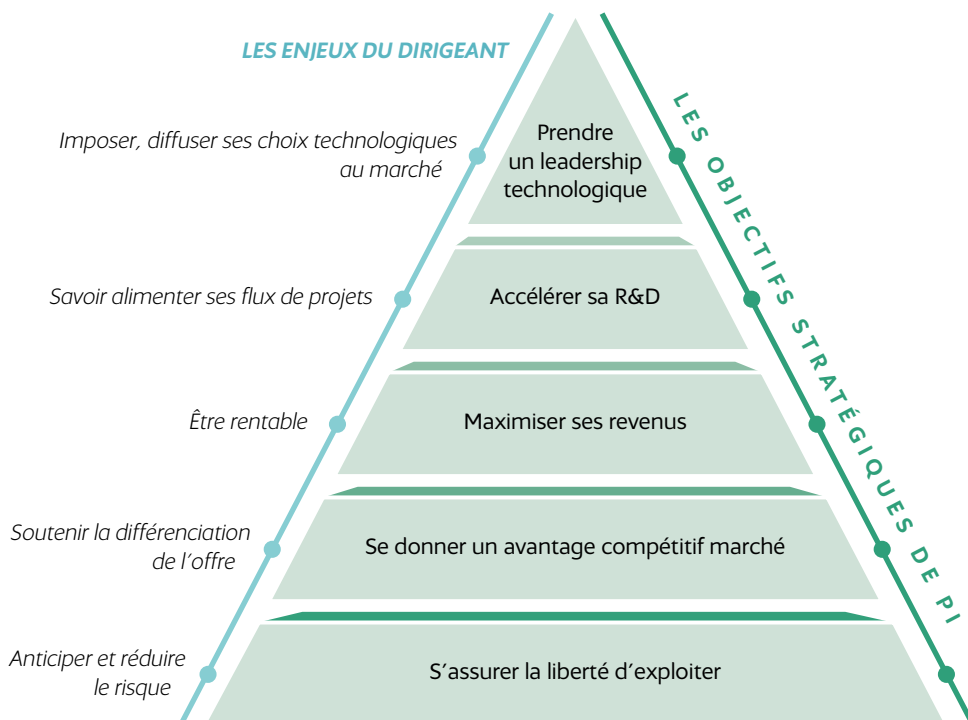 LES ENJEUX DU DIRIGEANT
LES OBJECTIFS STRATÉGIQUES DE PI
Imposer, diffuser ses choix technologiques
au marché
Prendre
un leadership
technologique
Savoir alimenter ses flux de projets
Accélérer sa R&D
Être rentable
Maximiser ses revenus
Soutenir la différenciation
de l’offre
Se donner un avantage compétitif marché
Anticiper et réduire
le risque
S’assurer la liberté d’exploiter